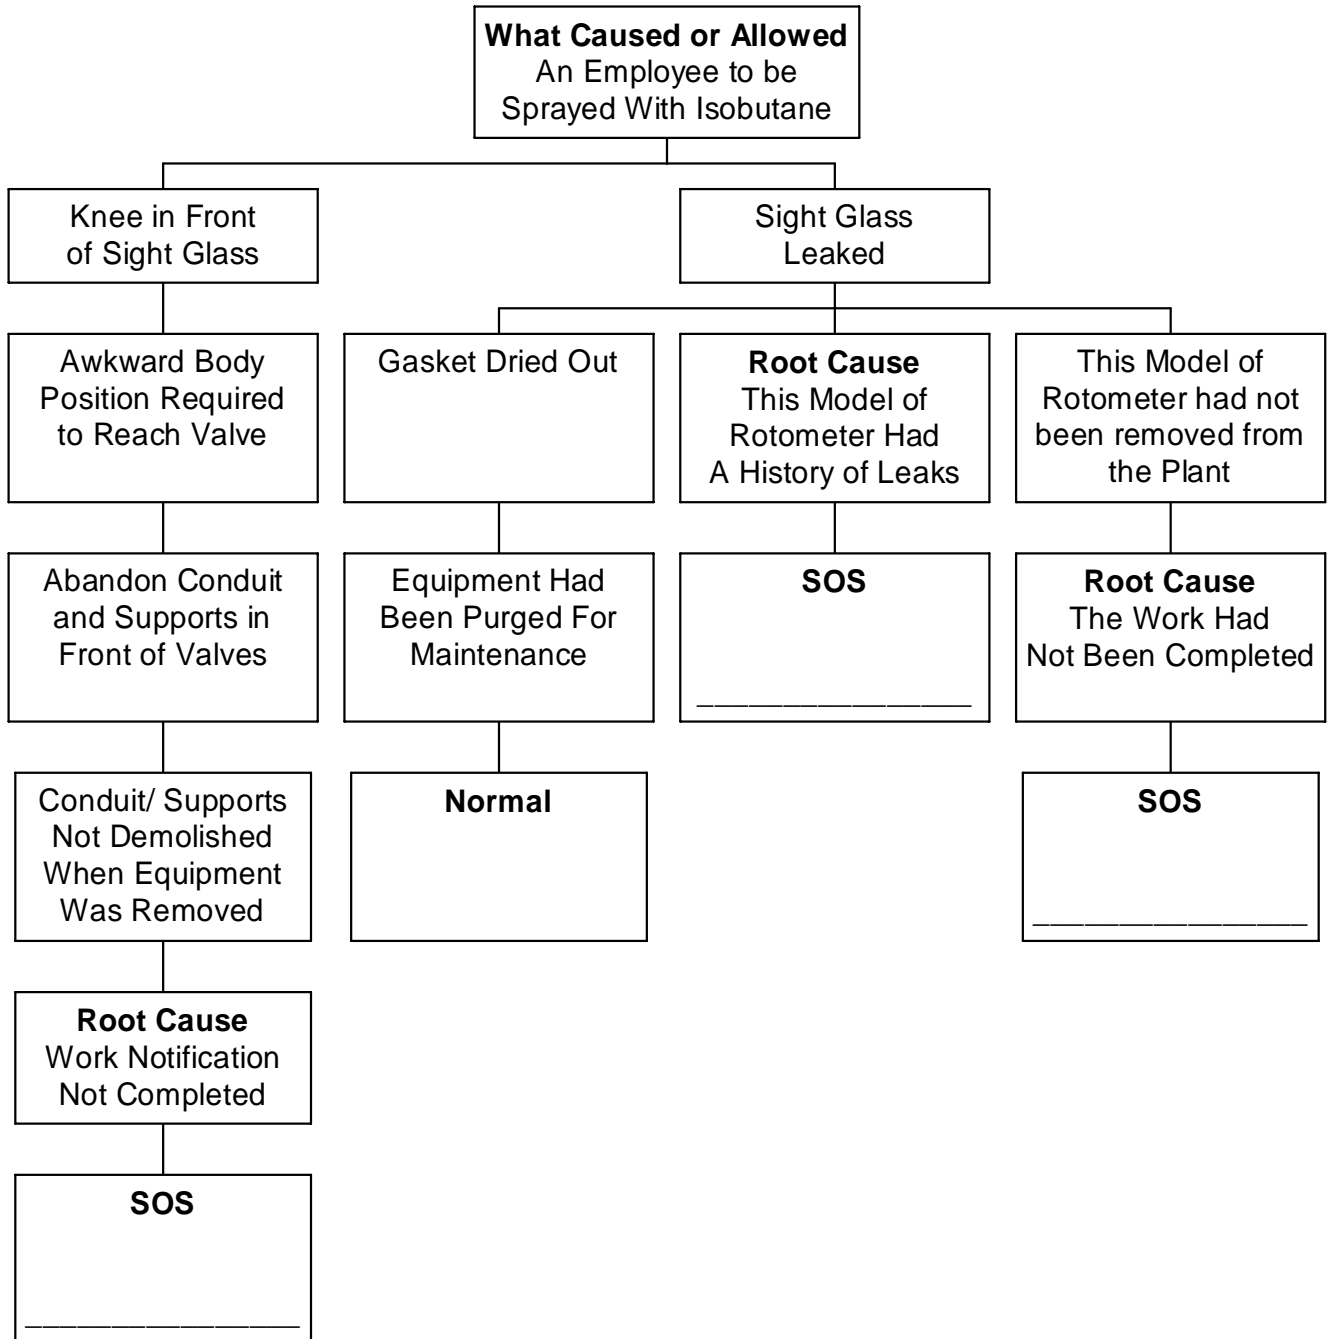 What Caused or Allowed
An Employee to be
Sprayed With Isobutane
Knee in Front
of Sight Glass
Sight Glass
Leaked
Awkward Body
Position Required
to Reach Valve
Gasket Dried Out
Root Cause
This Model of
Rotometer Had
A History of Leaks
This Model of
Rotometer had not
been removed from
the Plant
Abandon Conduit
and Supports in
Front of Valves
Equipment Had
Been Purged For
Maintenance
SOS
________________
Root Cause
The Work Had
Not Been Completed
Conduit/ Supports
Not Demolished
When Equipment
Was Removed
Normal
SOS
________________
Root Cause
Work Notification
Not Completed
SOS
________________